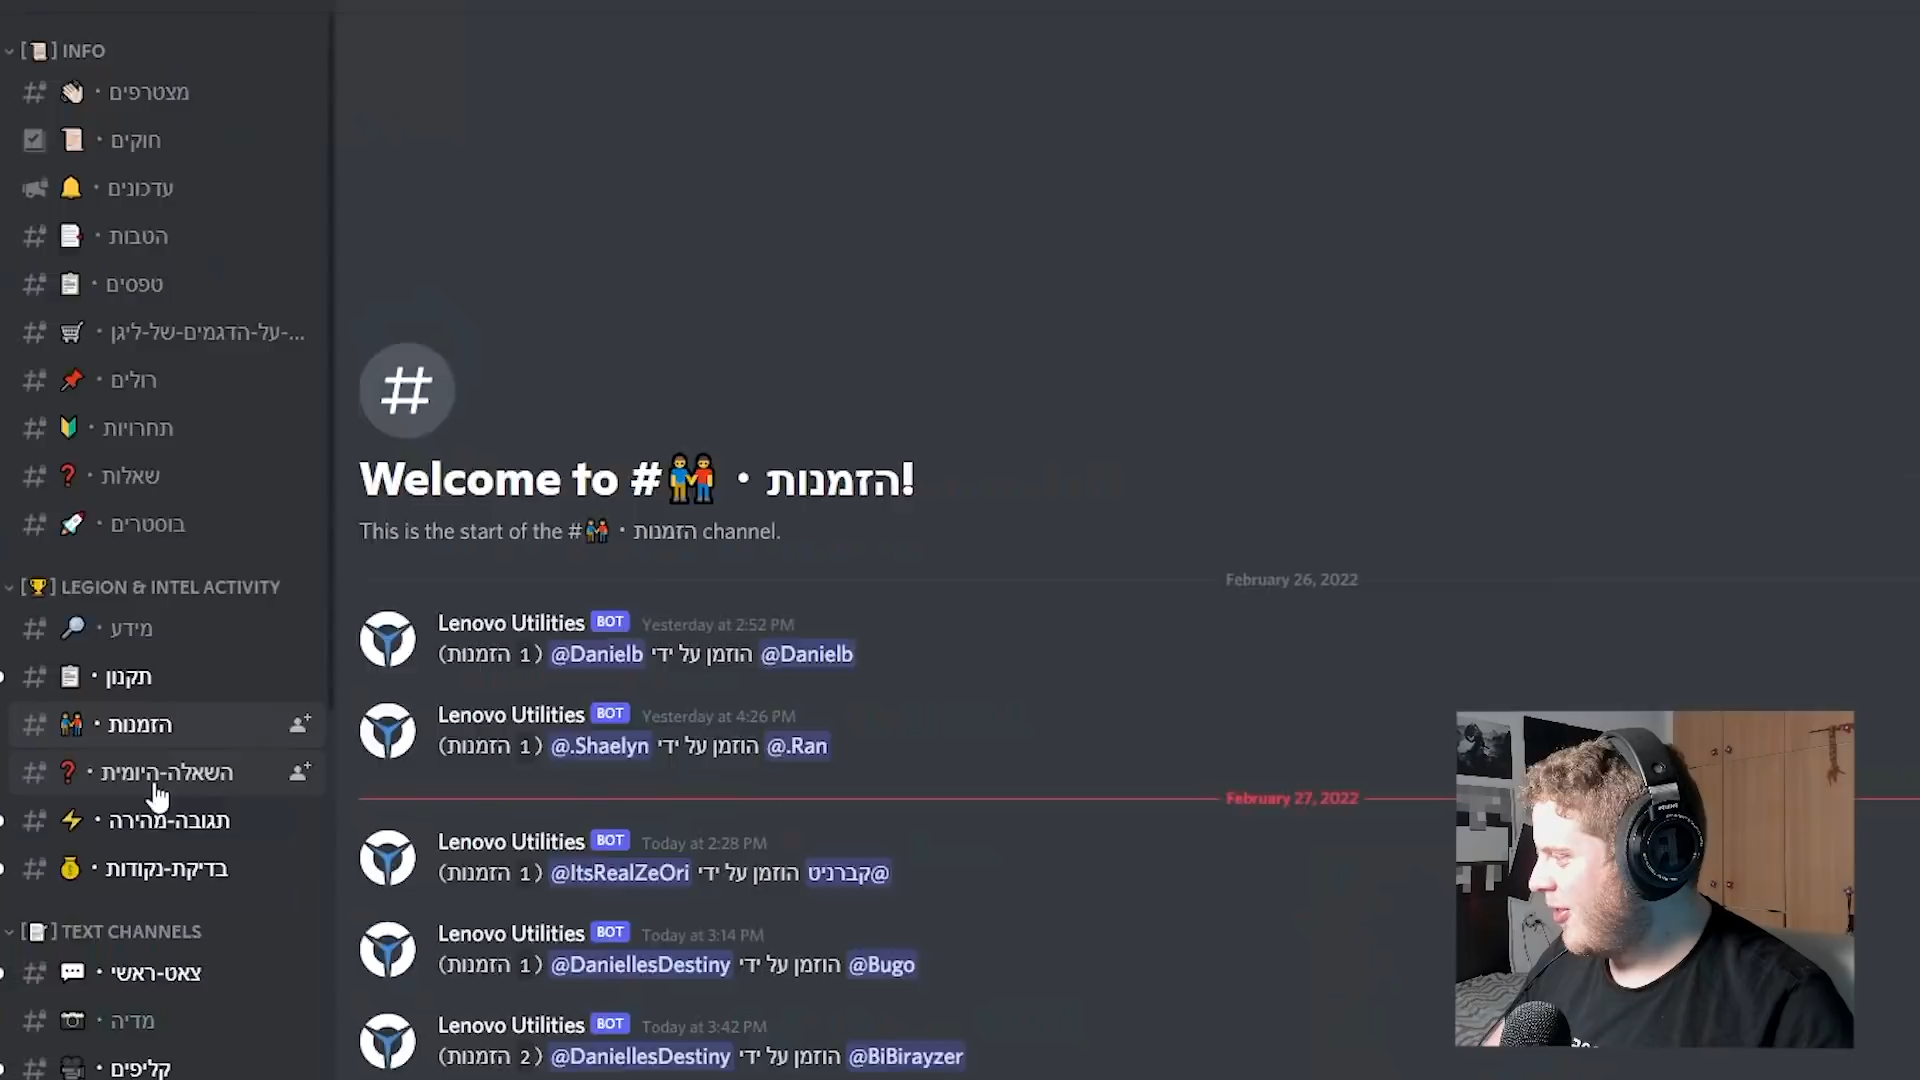 [📜] INFO
מצטרפים
חוקים
עדכונים
הטבות
טפסים
...-על-הדגמים-של-ליגן
רולים
תחרויות
שאלות
בוסטרים
[🏆] LEGION & INTEL ACTIVITY
מידע
תקנון
הזמנות
השאלה-היומית
תגובה-מהירה
בדיקת-נקודות
[📝] TEXT CHANNELS
צאט-ראשי
מדיה
קליפים
Welcome to #👬・הזמנות!
This is the start of the #👬・הזמנות channel.
February 26, 2022
Lenovo Utilities BOT Yesterday at 2:52 PM
@Danielb הוזמן על ידי @Danielb (1 הזמנות)
Lenovo Utilities BOT Yesterday at 4:26 PM
@.Ran הוזמן על ידי @.Shaelyn (1 הזמנות)
February 27, 2022
Lenovo Utilities BOT Today at 2:28 PM
@קברניט הוזמן על ידי @ItsRealZeOri (1 הזמנות)
Lenovo Utilities BOT Today at 3:14 PM
@Bugo הוזמן על ידי @DaniellesDestiny (1 הזמנות)
Lenovo Utilities BOT Today at 3:42 PM
@BiBirayzer הוזמן על ידי @DaniellesDestiny (2 הזמנות)